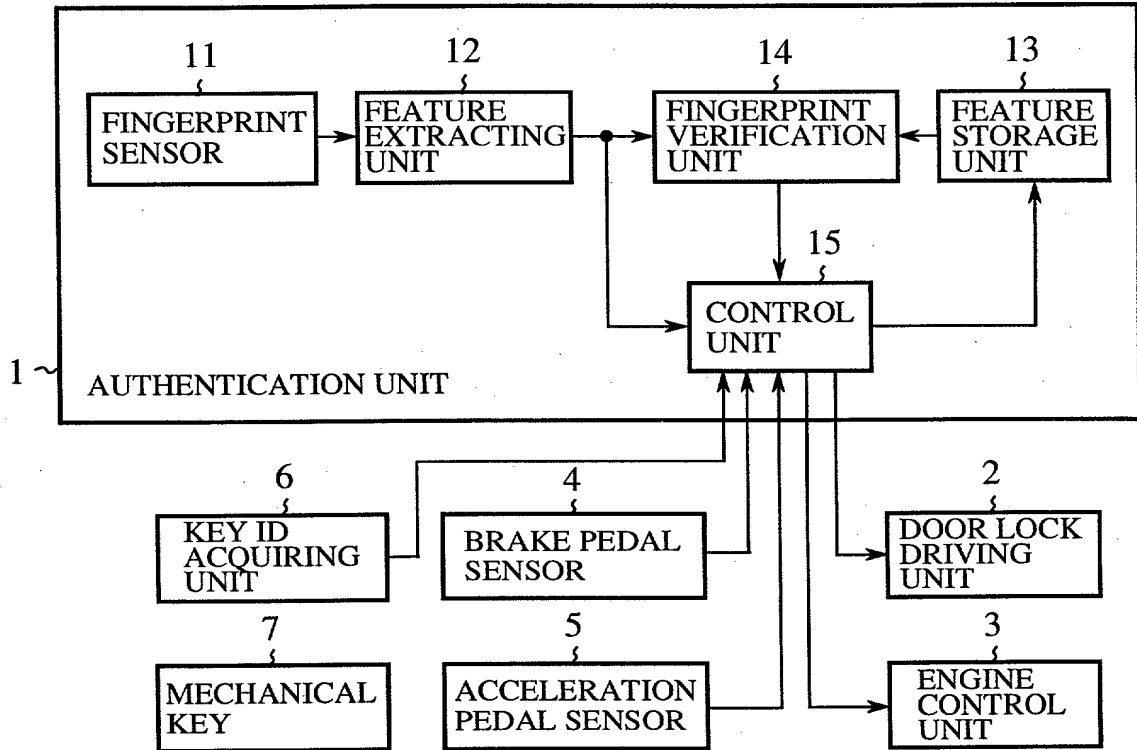 11
FINGERPRINT
SENSOR
12
FEATURE
EXTRACTING
UNIT
14
FINGERPRINT
VERIFICATION
UNIT
13
FEATURE
STORAGE
UNIT
15
CONTROL
UNIT
1
AUTHENTICATION UNIT
6
KEY ID
ACQUIRING
UNIT
4
BRAKE PEDAL
SENSOR
2
DOOR LOCK
DRIVING
UNIT
7
MECHANICAL
KEY
5
ACCELERATION
PEDAL SENSOR
3
ENGINE
CONTROL
UNIT